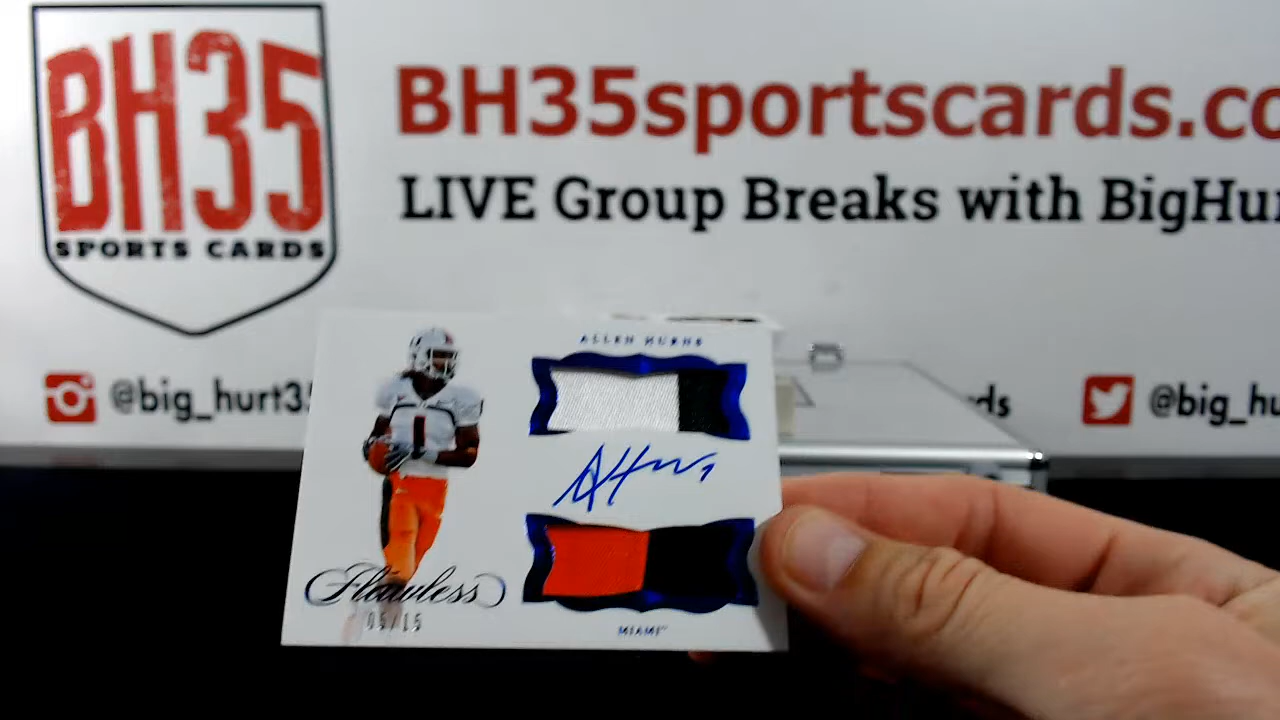 BH35
SPORTS CARDS
BH35sportscards.co
LIVE Group Breaks with BigHu
@big_hurt3
ds
@big_hu
ALLEN HURNS
1
Flawless
05/15
MIAMI